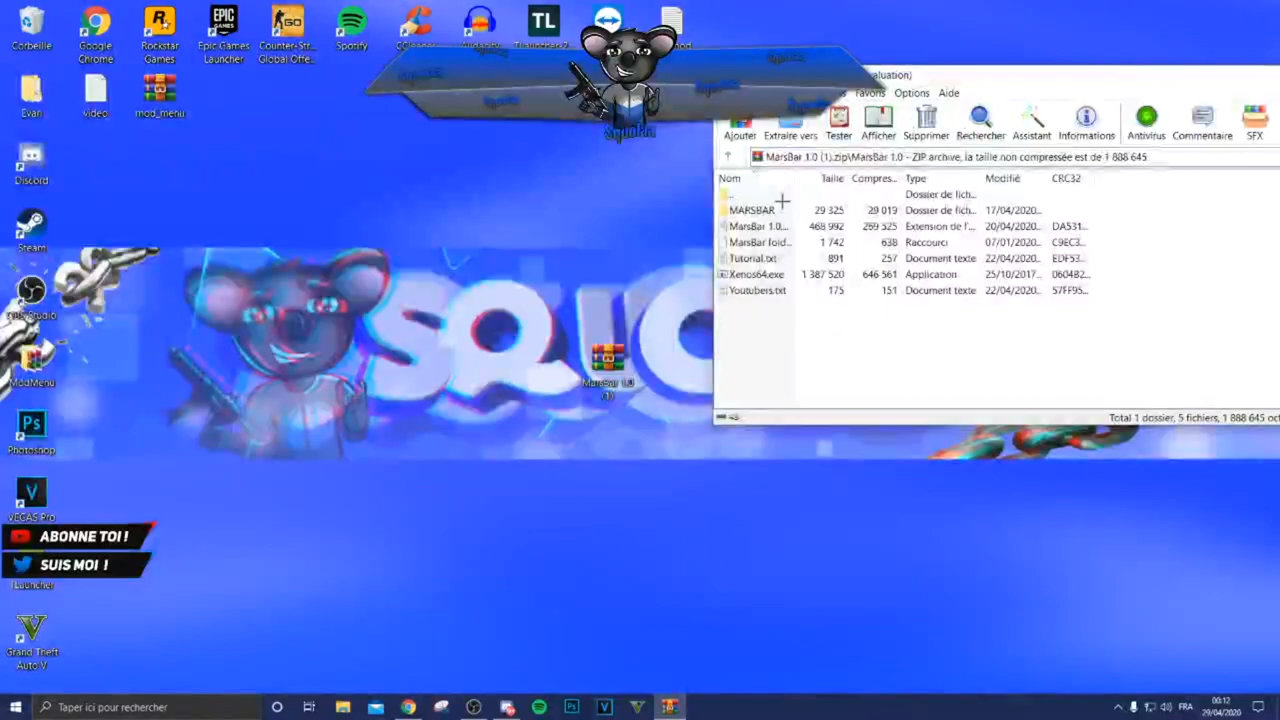 Corbeille
Google
Chrome
Rockstar
Games
Epic Games
Launcher
Counter-Str...
Global Offe...
Spotify
TL
Evan
video
mod_menu
Discord
Steam
ModMenu
Ps
Photoshop
V
VEGAS Pro
ABONNE TOI !
SUIS MOI !
TLauncher
Grand Theft
Auto V
SQUI
MarsBar 1.0
(1)
Favoris Options Aide
Ajouter Extraire vers Tester Afficher Supprimer Rechercher Assistant Informations Antivirus Commentaire SFX
MarsBar 1.0 (1).zip\MarsBar 1.0 - ZIP archive, la taille non compressée est de 1 888 645
Nom Taille Compres... Type Modifié CRC32
.. Dossier de fich...
MARSBAR 29 325 29 019 Dossier de fich... 17/04/2020...
MarsBar 1.0.... 468 992 269 525 Extension de l'... 20/04/2020... DA531...
MarsBar fold... 1 742 638 Raccourci 07/01/2020... C9EC3...
Tutorial.txt 891 257 Document texte 22/04/2020... EDF53...
Xenos64.exe 1 387 520 646 561 Application 25/10/2017... 0604B2...
Youtubers.txt 175 151 Document texte 22/04/2020... 57FF95...
Total 1 dossier, 5 fichiers, 1 888 645 oct
Taper ici pour rechercher
FRA
00:12
29/04/2020